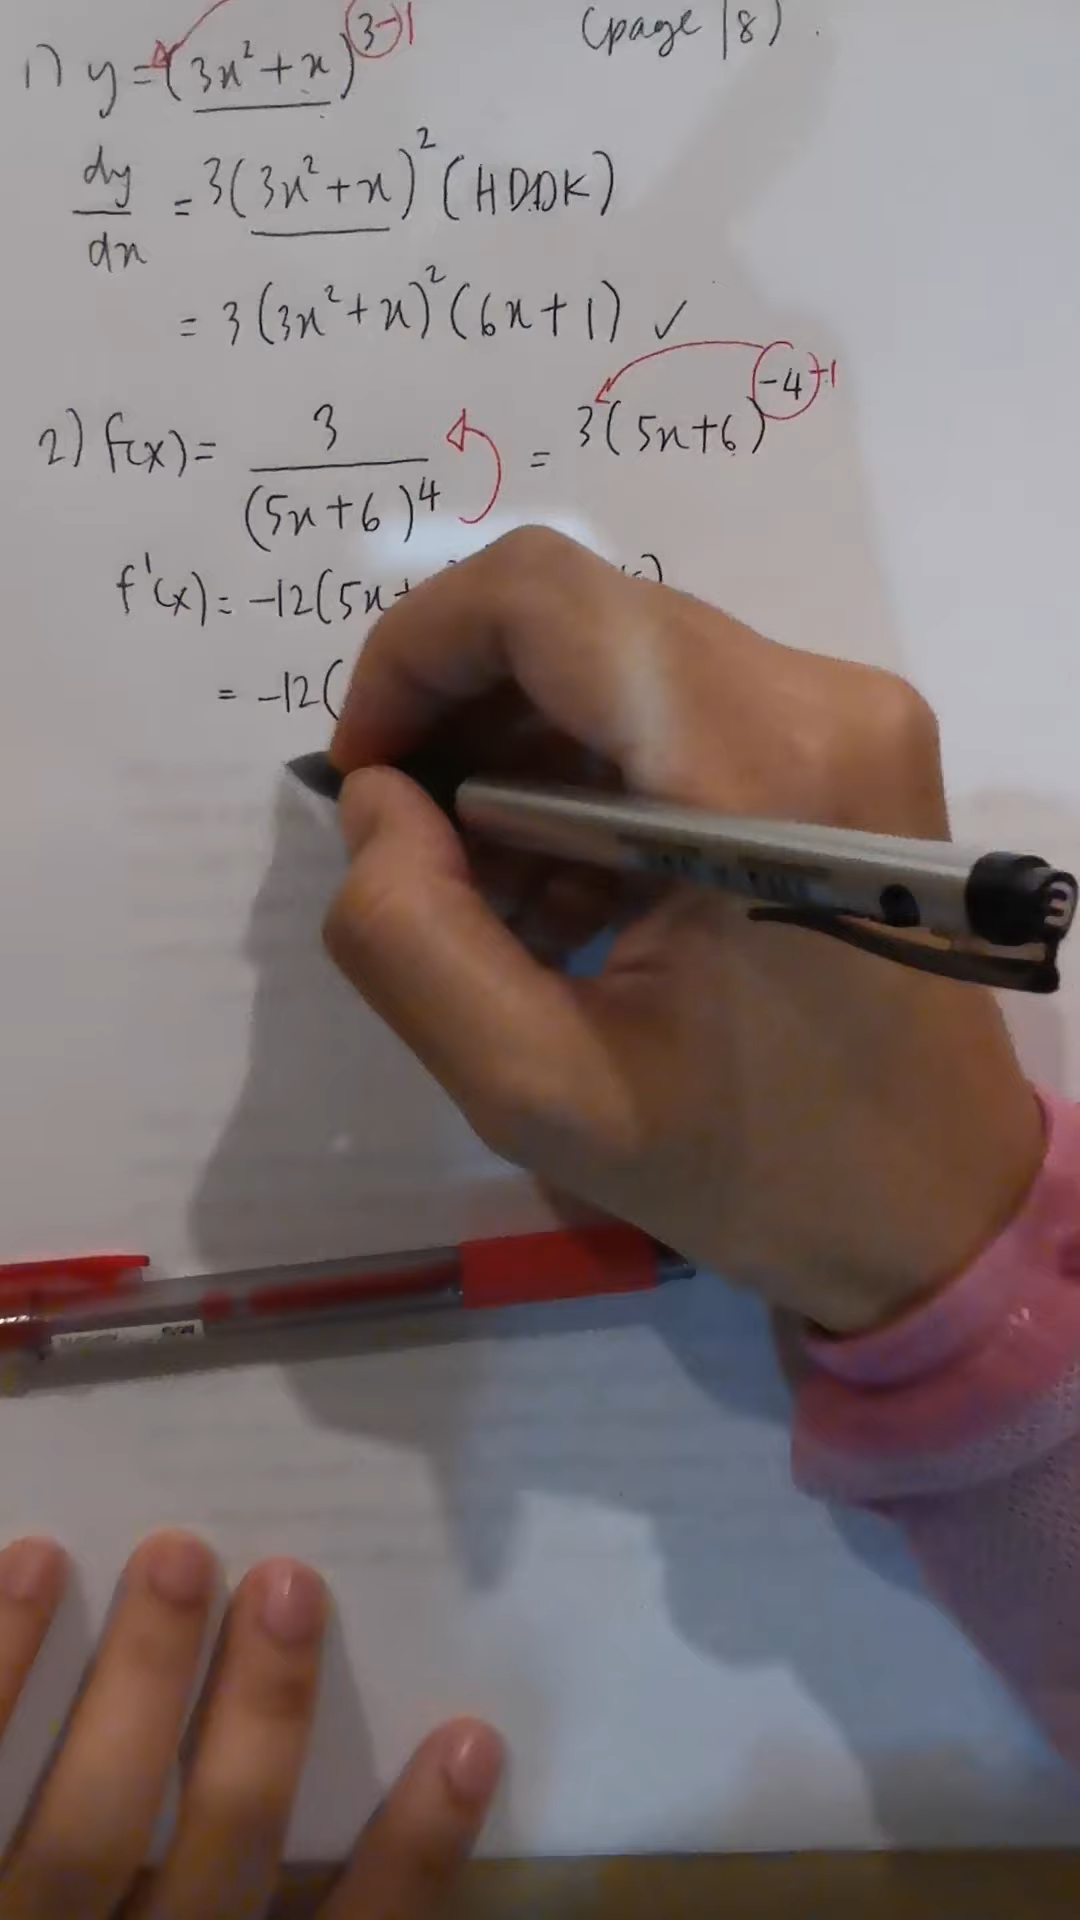 (page 18).
1) y = (3x² + x)³⁻¹
dy/dx = 3(3x² + x)² (HDDK)
= 3(3x² + x)² (6x + 1) ✓
2) f(x) = 3/(5x + 6)⁴ = 3(5x + 6)⁻⁴⁻¹
f'(x) = -12(5x+
= -12(